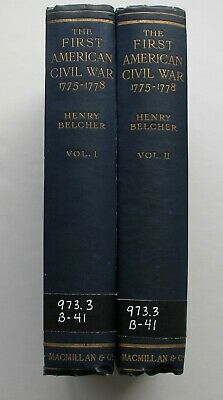 THE
FIRST
AMERICAN
CIVIL WAR
1775-1778
HENRY
BELCHER
VOL. I
973.3
B-41
MACMILLAN & Co
THE
FIRST
AMERICAN
CIVIL WAR
1775-1778
HENRY
BELCHER
VOL. II
973.3
B-41
MACMILLAN & Co